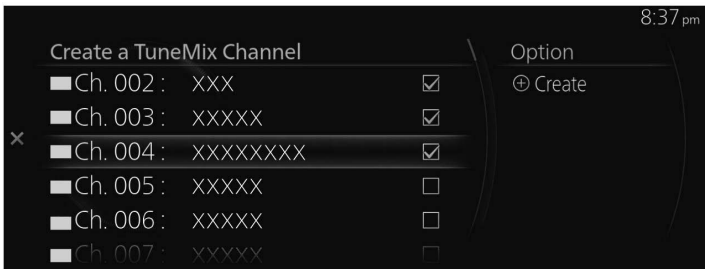 8:37 pm
Create a TuneMix Channel
Option
Ch. 002 : XXX
Create
Ch. 003 : XXXXX
Ch. 004 : XXXXXXXX
Ch. 005 : XXXXX
Ch. 006 : XXXXX
Ch. 007 : XXXXX